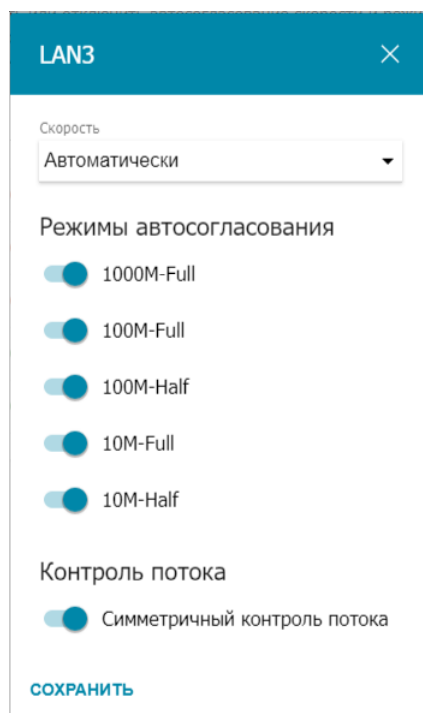 LAN3
Скорость
Автоматически
Режимы автосогласования
1000M-Full
100M-Full
100M-Half
10M-Full
10M-Half
Контроль потока
Симметричный контроль потока
СОХРАНИТЬ